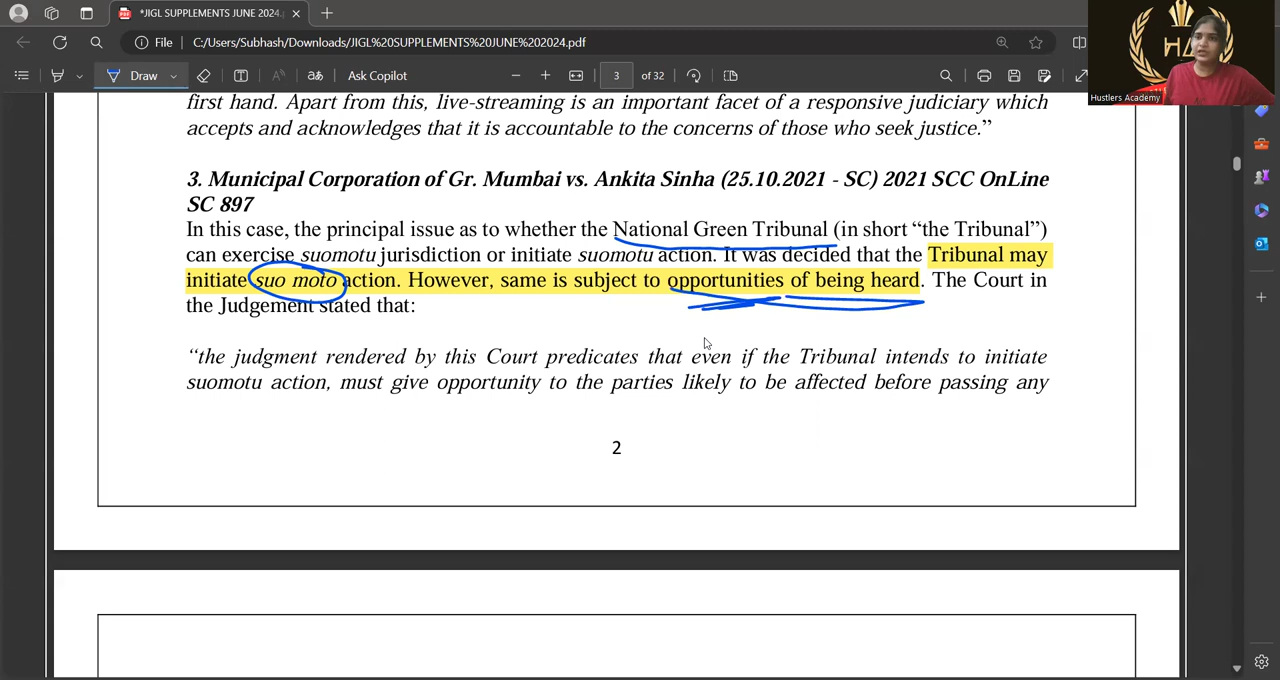 *JIGL SUPPLEMENTS JUNE 2024.
File C:/Users/Subhash/Downloads/JIGL%20SUPPLEMENTS%20JUNE%202024.pdf
Draw Ask Copilot 3 of 32
Hustlers Academy
first hand. Apart from this, live-streaming is an important facet of a responsive judiciary which
accepts and acknowledges that it is accountable to the concerns of those who seek justice.”
3. Municipal Corporation of Gr. Mumbai vs. Ankita Sinha (25.10.2021 - SC) 2021 SCC OnLine
SC 897
In this case, the principal issue as to whether the National Green Tribunal (in short “the Tribunal”)
can exercise suomotu jurisdiction or initiate suomotu action. It was decided that the Tribunal may
initiate suo moto action. However, same is subject to opportunities of being heard. The Court in
the Judgement stated that:
“the judgment rendered by this Court predicates that even if the Tribunal intends to initiate
suomotu action, must give opportunity to the parties likely to be affected before passing any
2